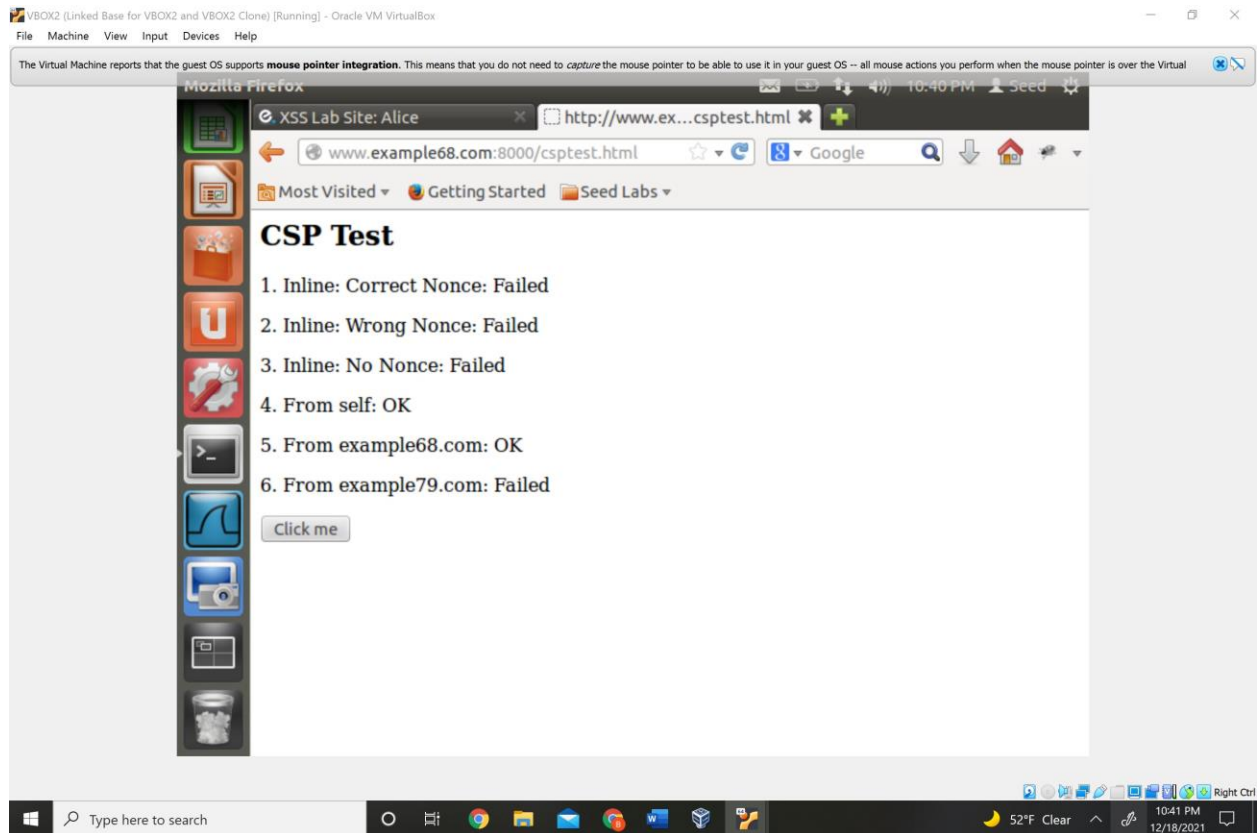 VBOX2 (Linked Base for VBOX2 and VBOX2 Clone) [Running] - Oracle VM VirtualBox
File Machine View Input Devices Help
The Virtual Machine reports that the guest OS supports mouse pointer integration. This means that you do not need to capture the mouse pointer to be able to use it in your guest OS -- all mouse actions you perform when the mouse pointer is over the Virtual
Mozilla Firefox 10:40 PM Seed
XSS Lab Site: Alice http://www.ex...csptest.html
www.example68.com:8000/csptest.html Google
Most Visited Getting Started Seed Labs
CSP Test
1. Inline: Correct Nonce: Failed
2. Inline: Wrong Nonce: Failed
3. Inline: No Nonce: Failed
4. From self: OK
5. From example68.com: OK
6. From example79.com: Failed
Click me
Right Ctrl
Type here to search 52°F Clear 10:41 PM
12/18/2021